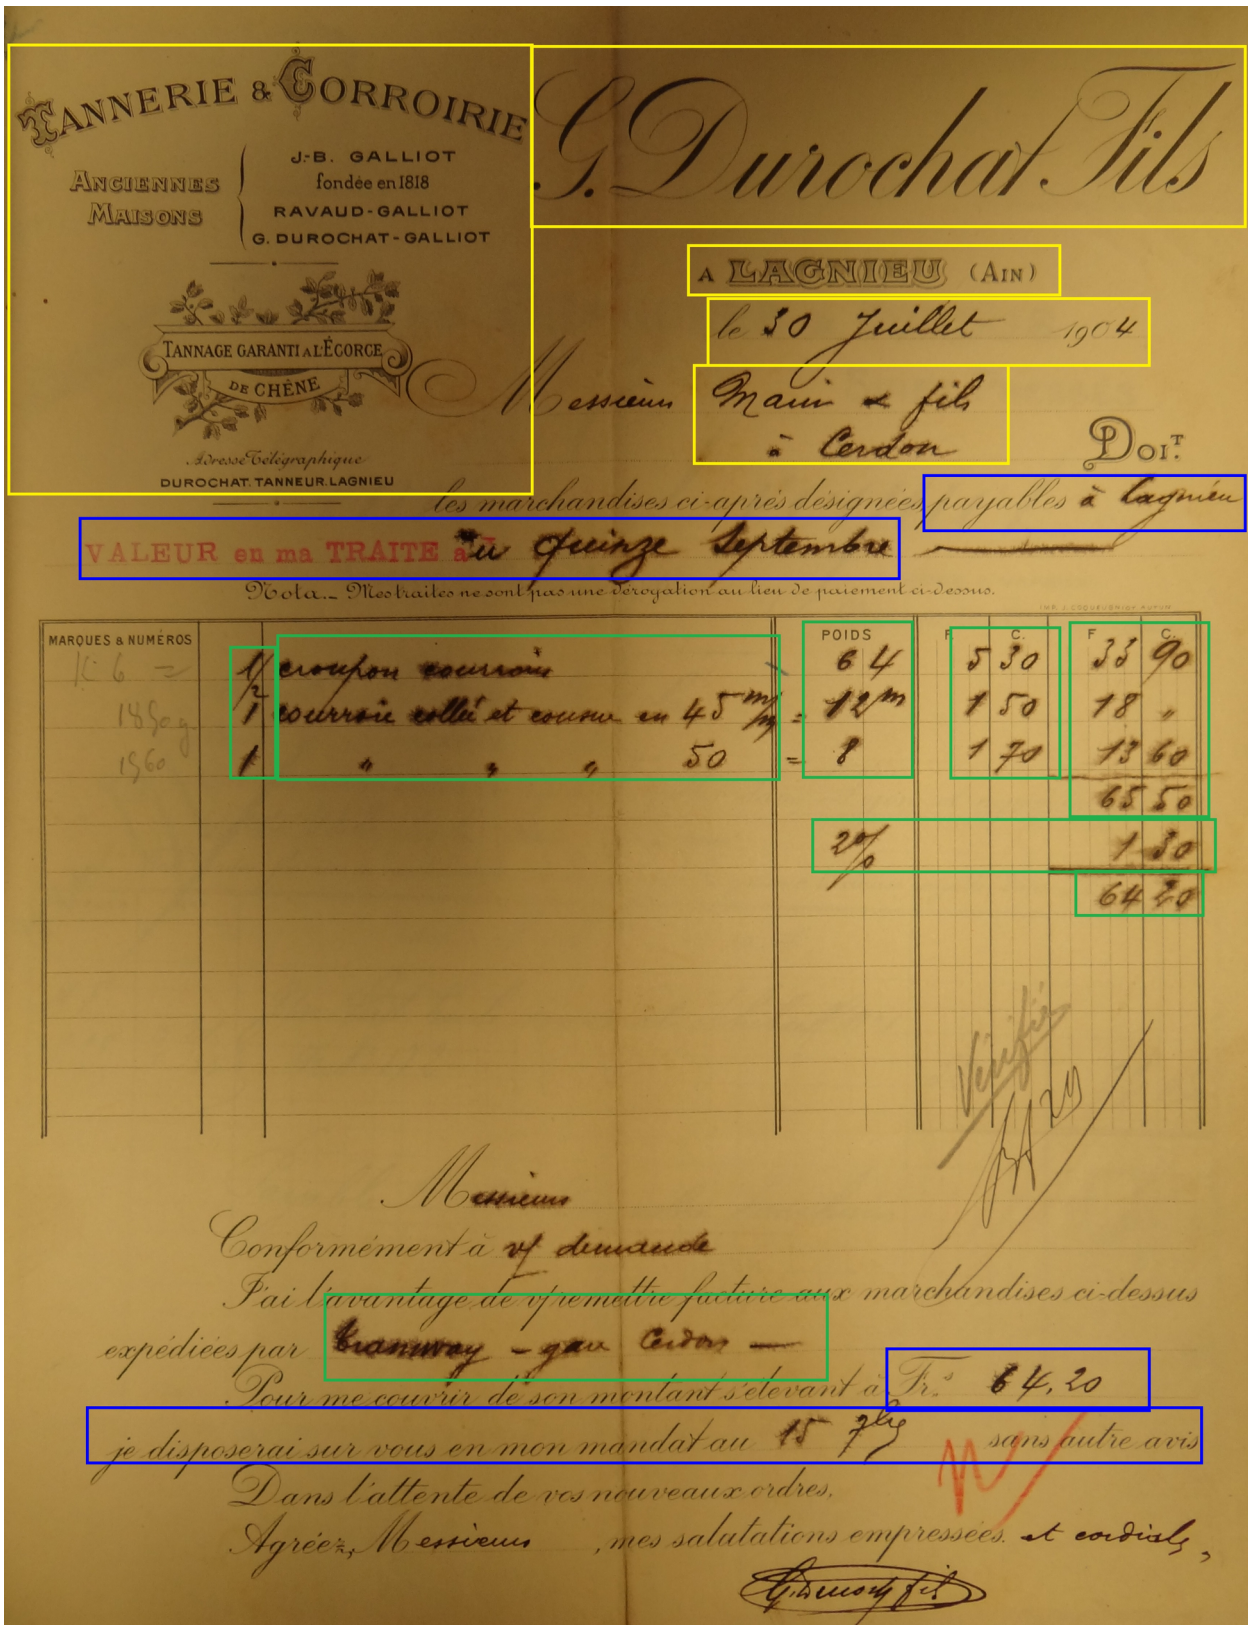 TANNERIE & CORROIRIE
ANCIENNES MAISONS
J.-B. GALLIOT
fondée en 1818
RAVAUD-GALLIOT
G. DUROCHAT-GALLIOT
TANNAGE GARANTI A L'ÉCORCE
DE CHÊNE
Adresse Télégraphique
DUROCHAT. TANNEUR. LAGNIEU
G. Durochat Fils
A LAGNIEU (AIN)
le 30 Juillet 1904
Messieurs Main & fils
à Cerdon
DOIT.
les marchandises ci-après désignées payables à Lagnieu
VALEUR en ma TRAITE au quinze Septembre
Nota._ Mes traites ne sont pas une dérogation au lieu de paiement ci-dessus.
MARQUES & NUMÉROS POIDS F. C. F. C.
1/2 croupon courroie 6 4 5 30 33 90
1850g 1 courroie collée et cousue en 45 m/m = 12m 1 50 18 "
1960 1 " " " 50 = 8 1 70 13 60
65 50
2% 1 30
64 20
Vérifié
Messieurs
Conformément à v/ demande
J'ai l'avantage de v/ remettre facture aux marchandises ci-dessus
expédiées par tramway - gare Cerdon —
Pour me couvrir de son montant s'élevant à Frs 64,20
je disposerai sur vous en mon mandat au 15 7bre sans autre avis
Dans l'attente de vos nouveaux ordres,
Agréez, Messieurs, mes salutations empressées. et cordiales,
G. Durochat fils